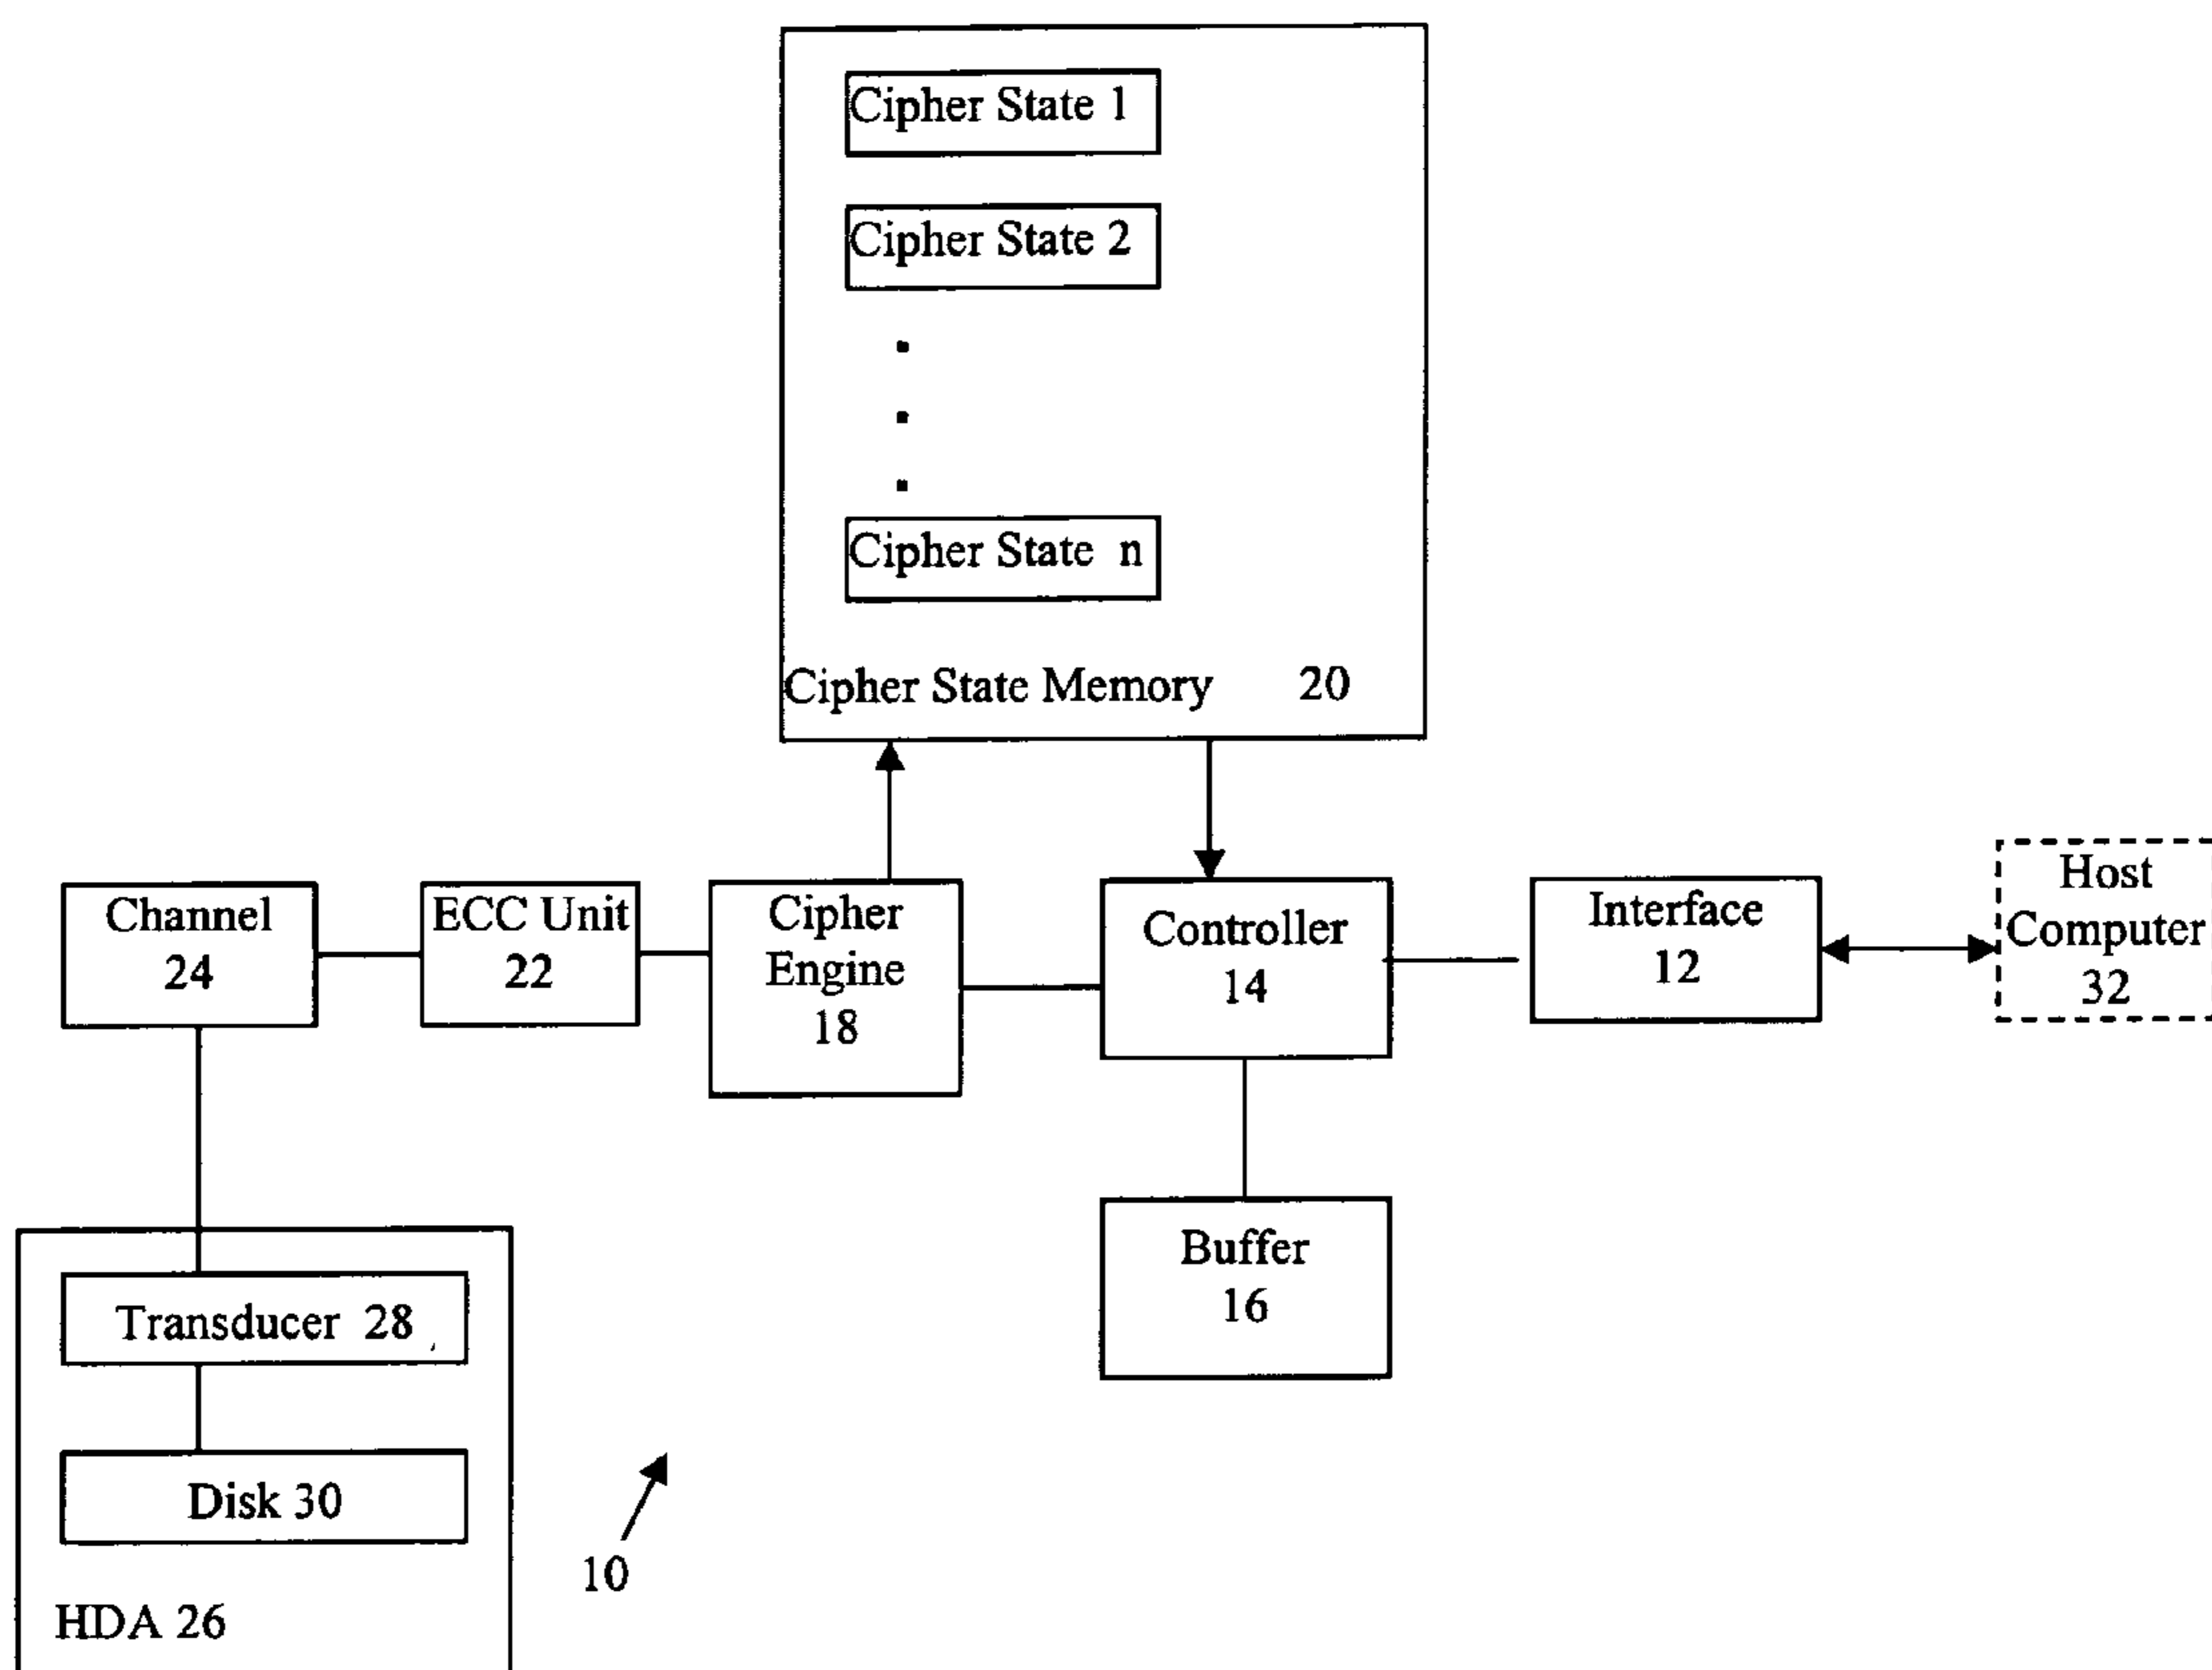 Cipher State 1
Cipher State 2
Cipher State n
Cipher State Memory 20
Channel
24
ECC Unit
22
Cipher
Engine
18
Controller
14
Interface
12
Host
Computer
32
Buffer
16
Transducer 28
Disk 30
HDA 26
10